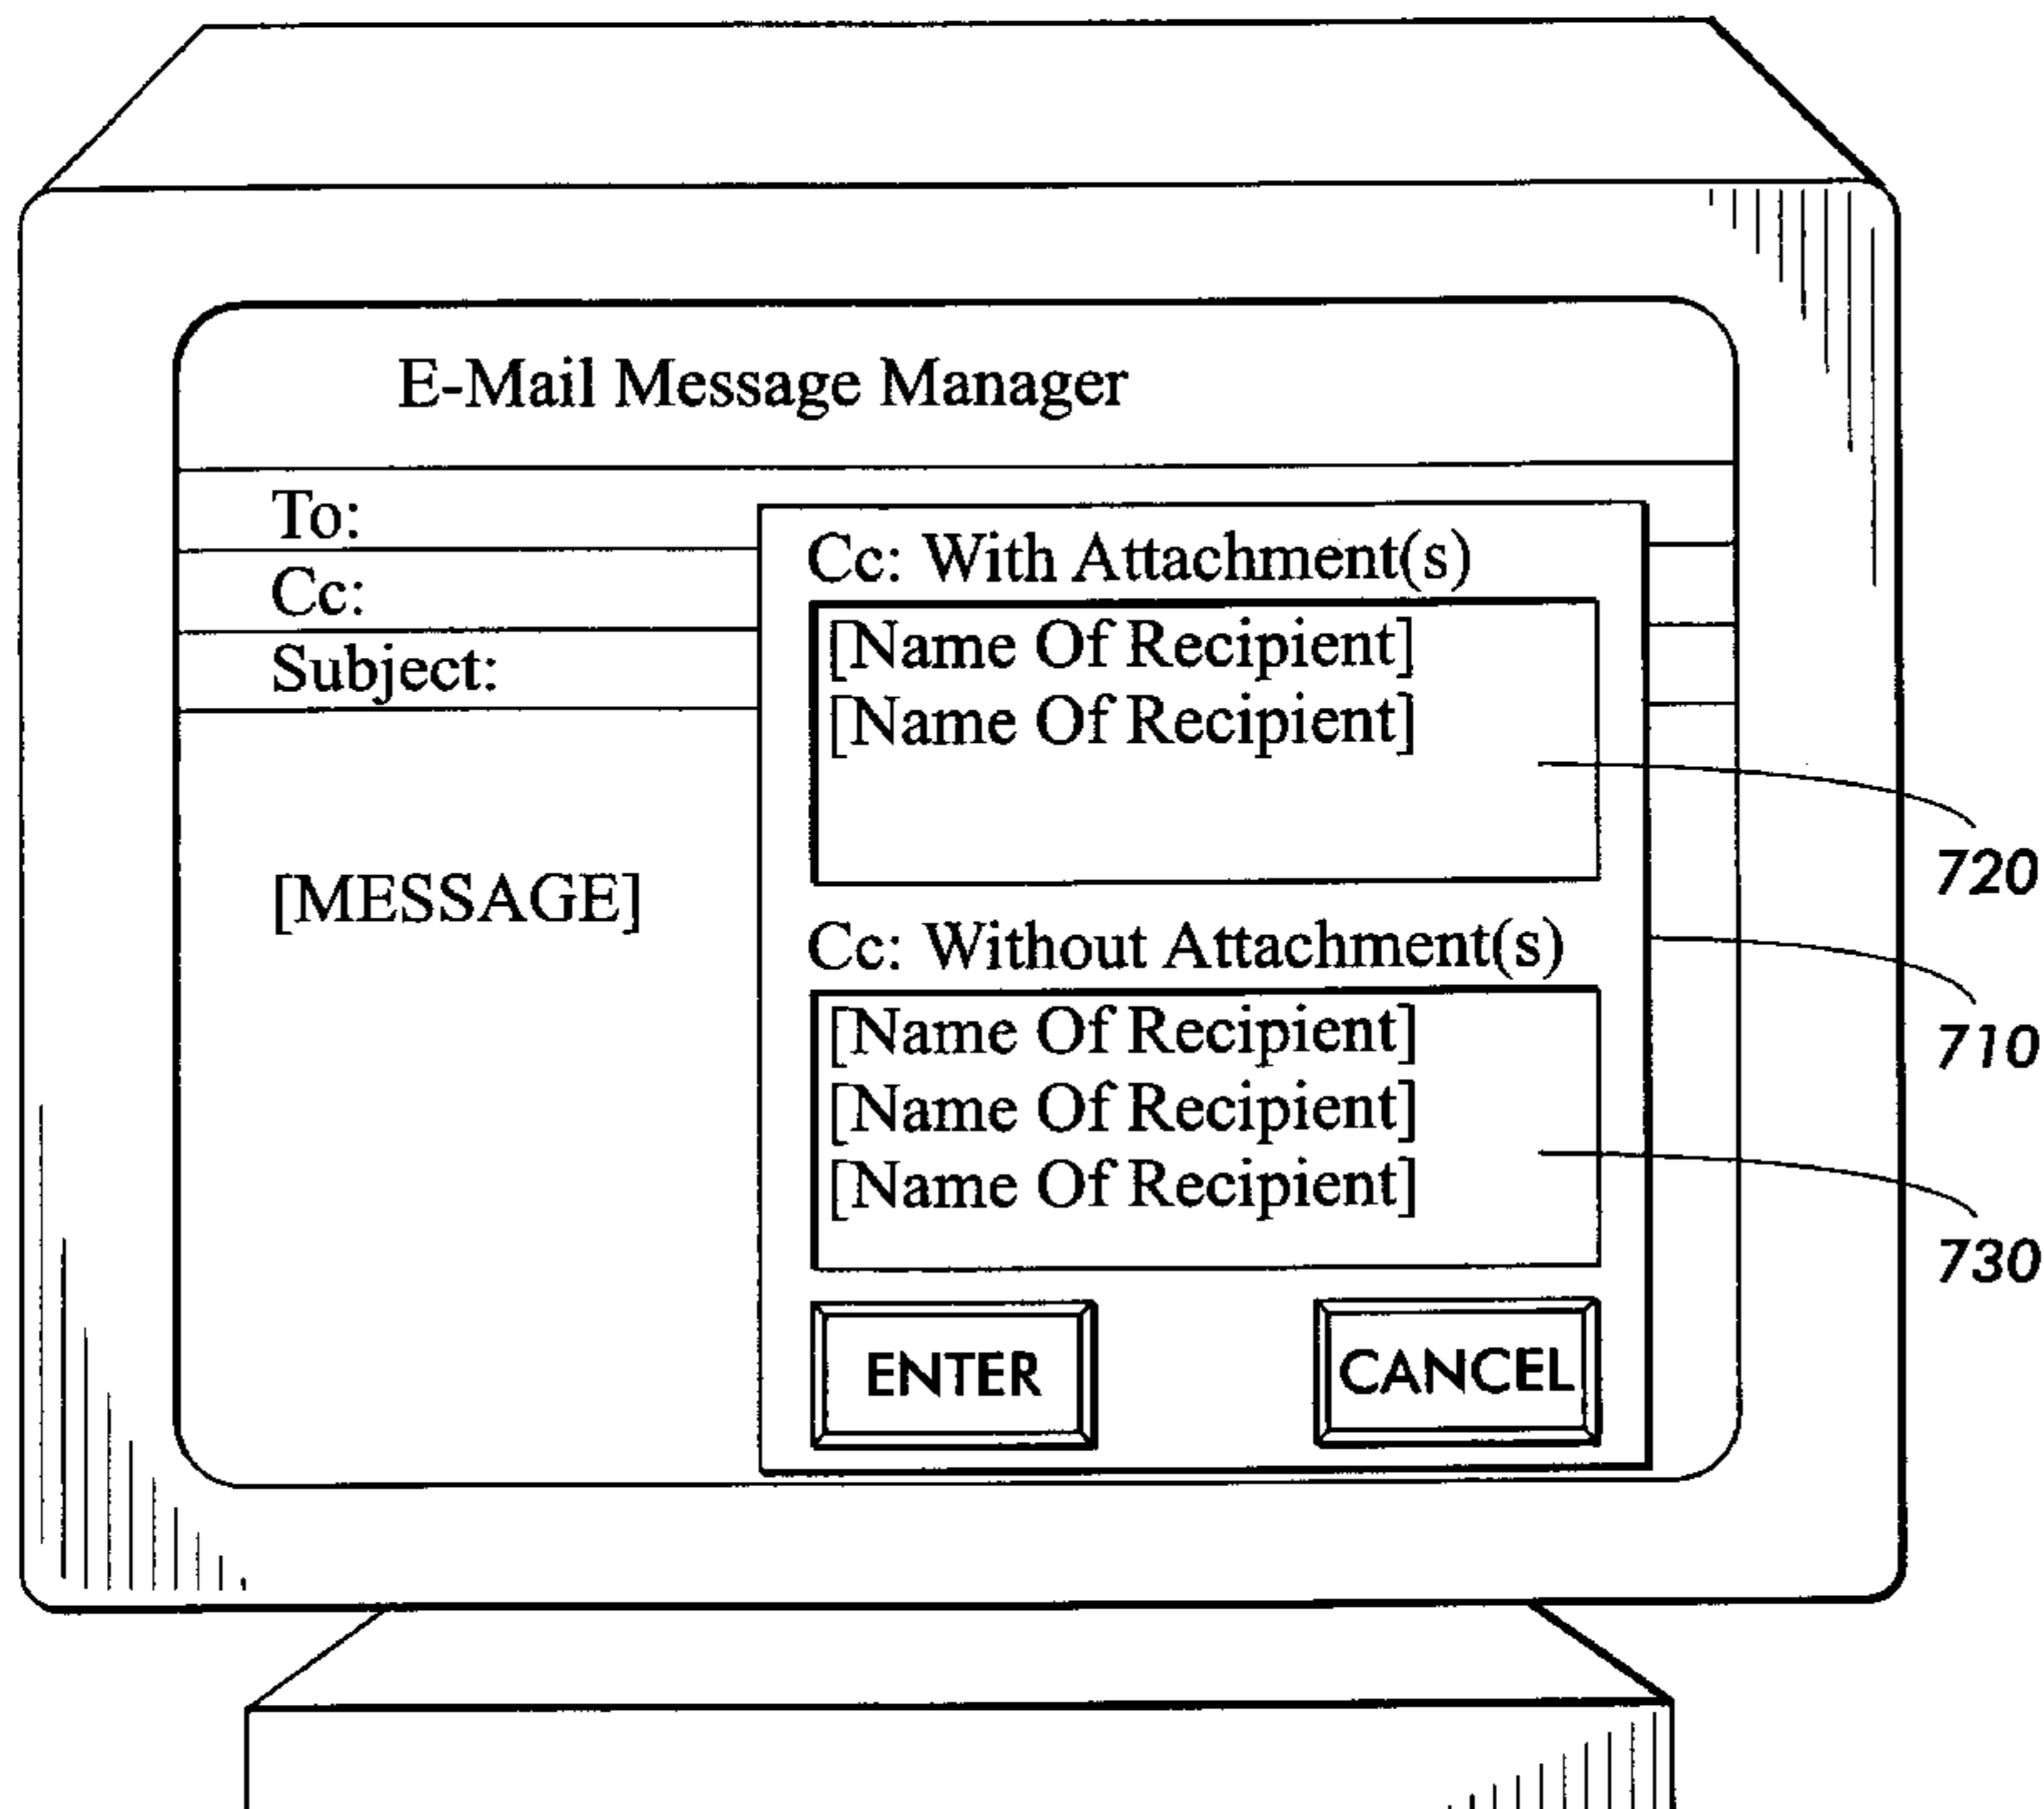 E-Mail Message Manager
To:
Cc:
Subject:
[MESSAGE]
Cc: With Attachment(s)
[Name Of Recipient]
[Name Of Recipient]
720
Cc: Without Attachment(s)
710
[Name Of Recipient]
[Name Of Recipient]
[Name Of Recipient]
730
ENTER
CANCEL